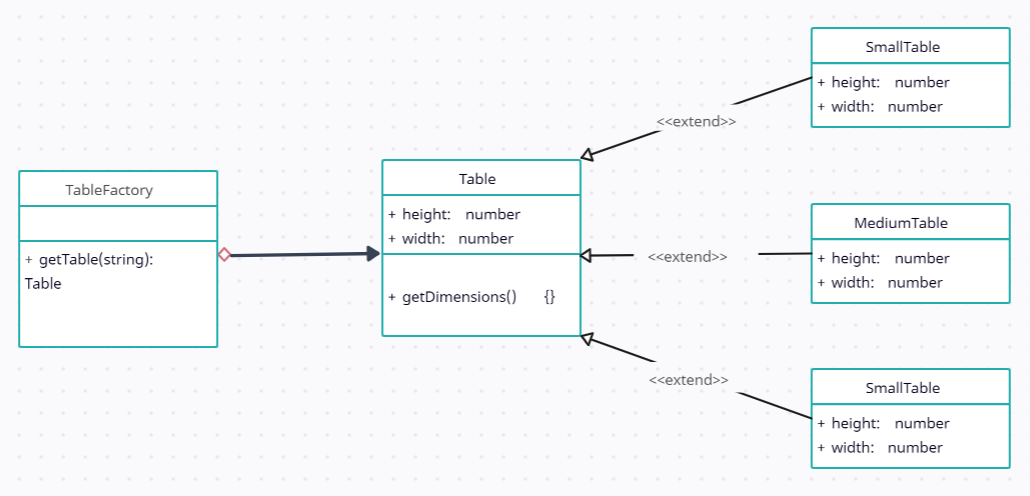 TableFactory
+ getTable(string):
Table
Table
+ height: number
+ width: number
+ getDimensions() {}
<<extend>>
<<extend>>
<<extend>>
SmallTable
+ height: number
+ width: number
MediumTable
+ height: number
+ width: number
SmallTable
+ height: number
+ width: number